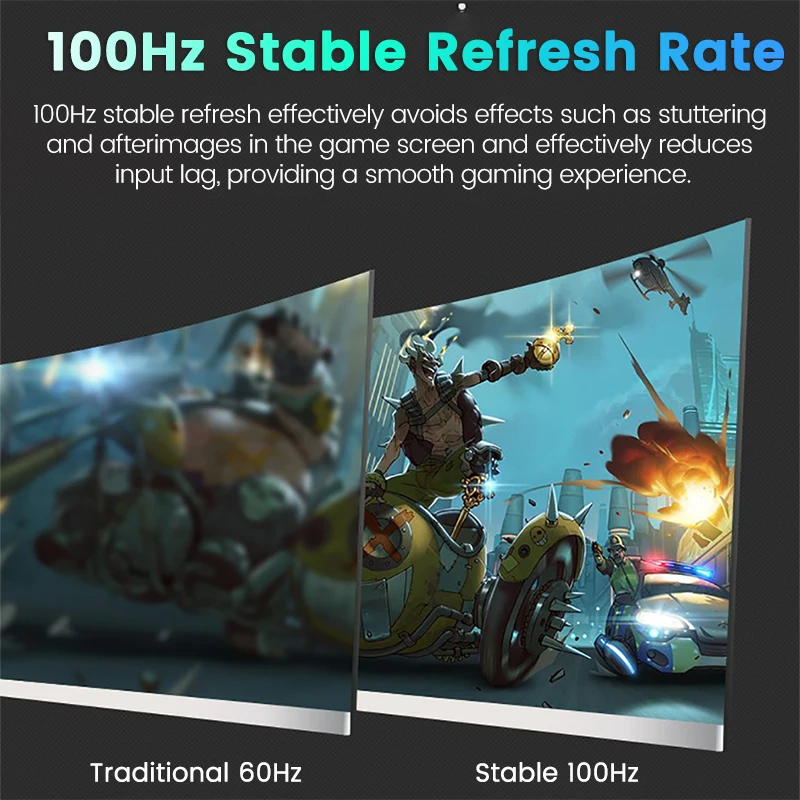 100Hz Stable Refresh Rate
100Hz stable refresh effectively avoids effects such as stuttering
and afterimages in the game screen and effectively reduces
input lag, providing a smooth gaming experience.
Traditional 60Hz
Stable 100Hz